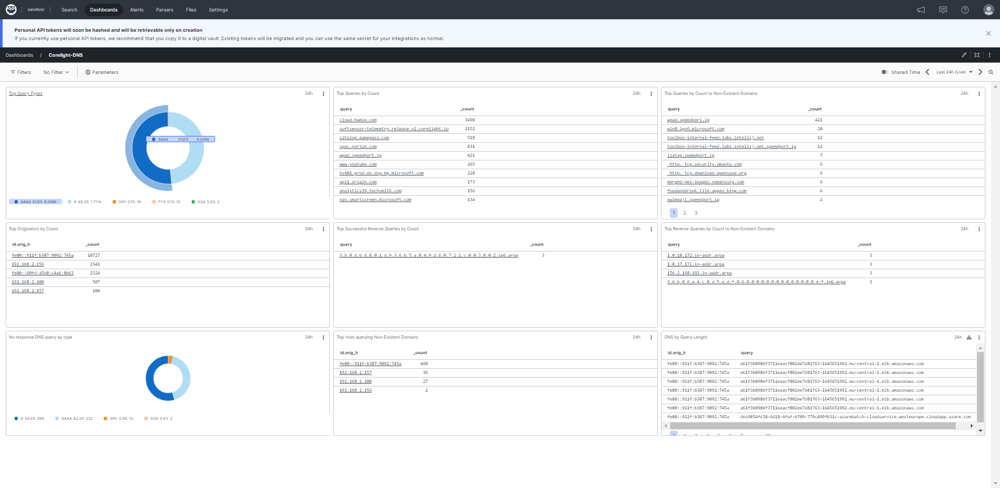 sandbox Search Dashboards Alerts Parsers Files Settings
Personal API tokens will soon be hashed and will be retrievable only on creation
If you currently use personal API tokens, we recommend that you copy it to a digital vault. Existing tokens will be migrated and you can use the same secret for your integrations as normal.
Dashboards / Corelight-DNS
Filters No Filter Parameters Shared Time Last 24h (Live)
Top Query Types 24h
AAAA 51.6% 8.249k
AAAA 51.6% 8.249k A 48.2% 7.717k SRV 0.1% 18 PTR 0.1% 15 SOA 0.0% 2
Top Queries by Count 24h
query _count
cloud.humio.com 3498
softsensor-telemetry.release.v2.corelight.io 1152
catalog.gamepass.com 518
spoc.norton.com 431
wpad.speedport.ip 421
www.youtube.com 265
kv601.prod.do.dsp.mp.microsoft.com 228
api1.origin.com 173
analytics39.techsmith.com 156
nav.smartscreen.microsoft.com 134
Top Queries by Count to Non-Existent Domains 24h
query _count
wpad.speedport.ip 421
win8.ipv6.microsoft.com 20
toolbox-internal-feed.labs.intellij.net 12
toolbox-internal-feed.labs.intellij.net.speedport.ip 12
isatap.speedport.ip 7
_http._tcp.security.ubuntu.com 6
_http._tcp.download.opensuse.org 6
merged-nms-images.nomanssky.com 6
foodanddrink.tile.appex.bing.com 6
xwlmpajl.speedport.ip 2
1 2 3
Top Originators by Count 24h
id.orig_h _count
fe80::911f:b387:9092:745a 10727
192.168.2.156 2341
fe80::60fd:a5d8:c4a6:8b63 2324
192.168.2.100 507
192.168.2.157 104
Top Successful Reverse Queries by Count 24h
query _count
3.b.8.d.b.6.8.0.1.d.9.3.6.b.5.a.0.4.9.1.6.0.7.2.1.c.0.0.3.0.0.2.ip6.arpa 3
Top Reverse Queries by Count to Non-Existent Domains 24h
query _count
1.0.18.172.in-addr.arpa 3
1.0.17.172.in-addr.arpa 3
156.2.168.192.in-addr.arpa 3
3.6.b.8.6.a.4.c.8.d.5.a.d.f.0.6.0.0.0.0.0.0.0.0.0.0.0.0.0.8.e.f.ip6.arpa 3
No response DNS query by type 24h
A 54.5% 286 AAAA 42.3% 222 SRV 2.9% 15 SOA 0.4% 2
Top Host querying Non-Existent Domains 24h
id.orig_h _count
fe80::911f:b387:9092:745a 460
192.168.2.157 36
192.168.2.100 27
192.168.2.156 2
DNS by Query Length 24h
id.orig_h query
fe80::911f:b387:9092:745a a61f3b0986f3711eaacf802ee7d81763-1645651992.eu-central-1.elb.amazonaws.com
fe80::911f:b387:9092:745a a61f3b0986f3711eaacf802ee7d81763-1645651992.eu-central-1.elb.amazonaws.com
fe80::911f:b387:9092:745a a61f3b0986f3711eaacf802ee7d81763-1645651992.eu-central-1.elb.amazonaws.com
fe80::911f:b387:9092:745a a61f3b0986f3711eaacf802ee7d81763-1645651992.eu-central-1.elb.amazonaws.com
fe80::911f:b387:9092:745a a61f3b0986f3711eaacf802ee7d81763-1645651992.eu-central-1.elb.amazonaws.com
fe80::911f:b387:9092:745a a61f3b0986f3711eaacf802ee7d81763-1645651992.eu-central-1.elb.amazonaws.com
fe80::911f:b387:9092:745a dns9854fc58-6d18-4faf-b709-779c499fb31c-azurebatch-cloudservice.westeurope.cloudapp.azure.com